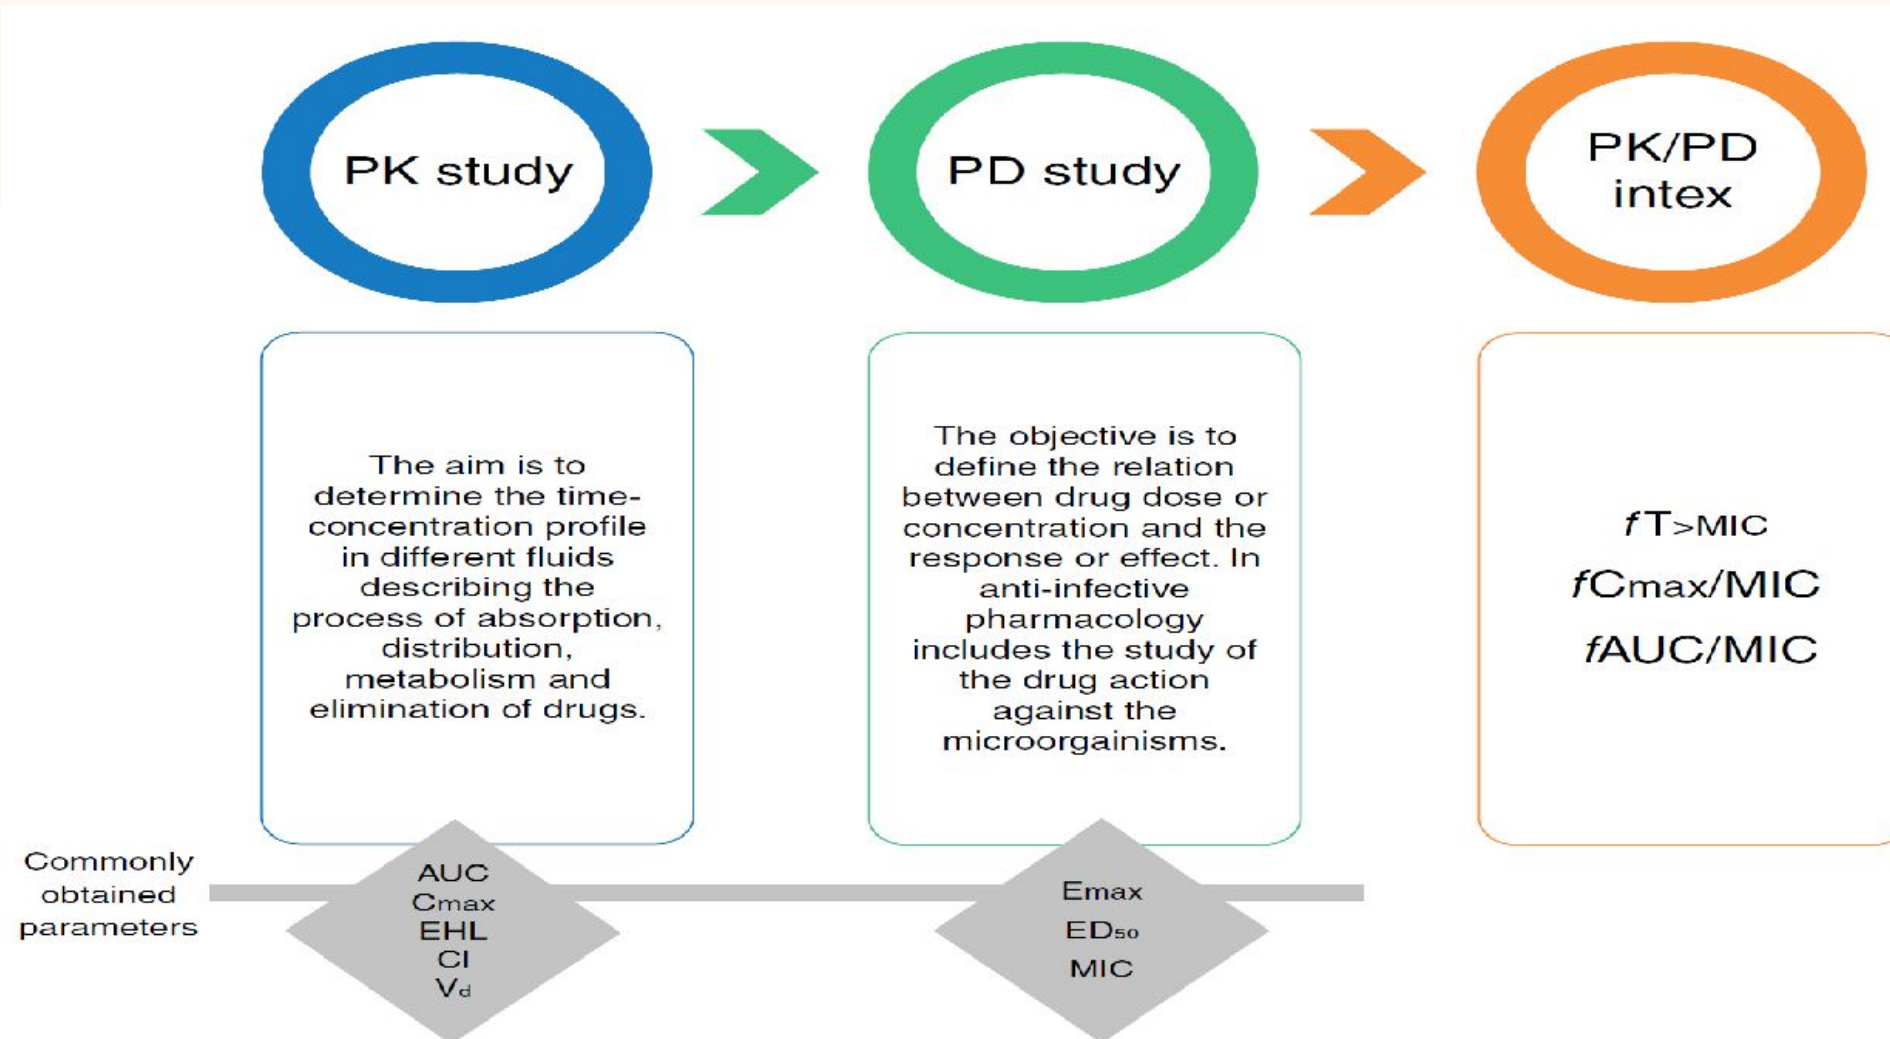 PK study
PD study
PK/PD
intex
The aim is to
determine the time-
concentration profile
in different fluids
describing the
process of absorption,
distribution,
metabolism and
elimination of drugs.
The objective is to
define the relation
between drug dose or
concentration and the
response or effect. In
anti-infective
pharmacology
includes the study of
the drug action
against the
microorgainisms.
fT>MIC
fCmax/MIC
fAUC/MIC
Commonly
obtained
parameters
AUC
Cmax
EHL
Cl
Vd
Emax
ED50
MIC